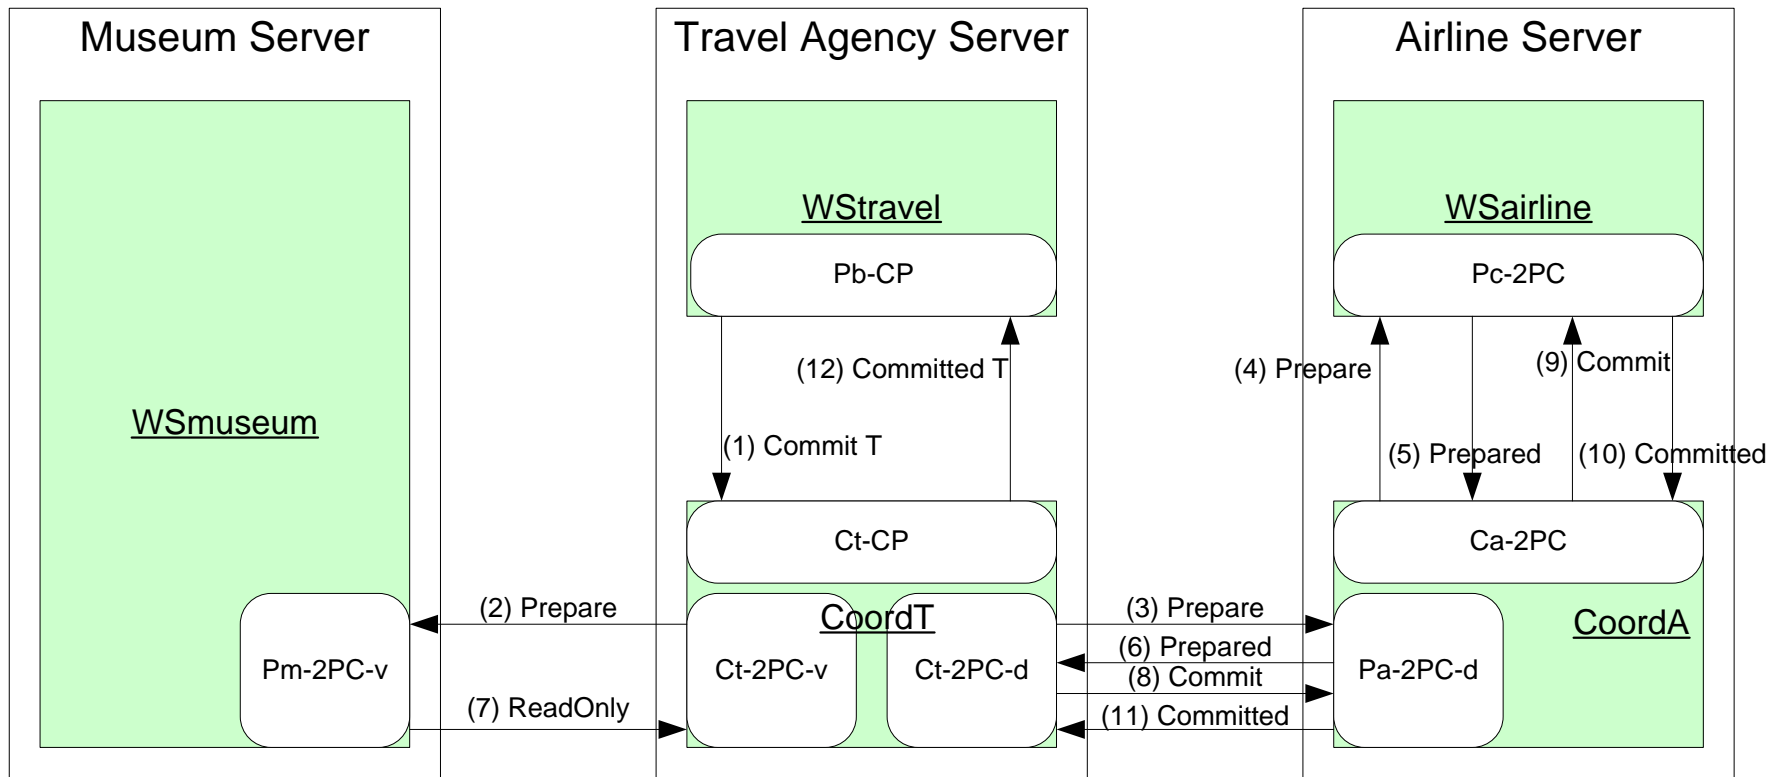 Museum Server
Travel Agency Server
Airline Server
WStravel
WSairline
Pb-CP
Pc-2PC
(12) Committed T
(4) Prepare
(9) Commit
WSmuseum
(1) Commit T
(5) Prepared
(10) Committed
Ct-CP
Ca-2PC
(2) Prepare
CoordT
(3) Prepare
CoordA
(6) Prepared
Pm-2PC-v
Ct-2PC-v
Ct-2PC-d
(8) Commit
Pa-2PC-d
(7) ReadOnly
(11) Committed